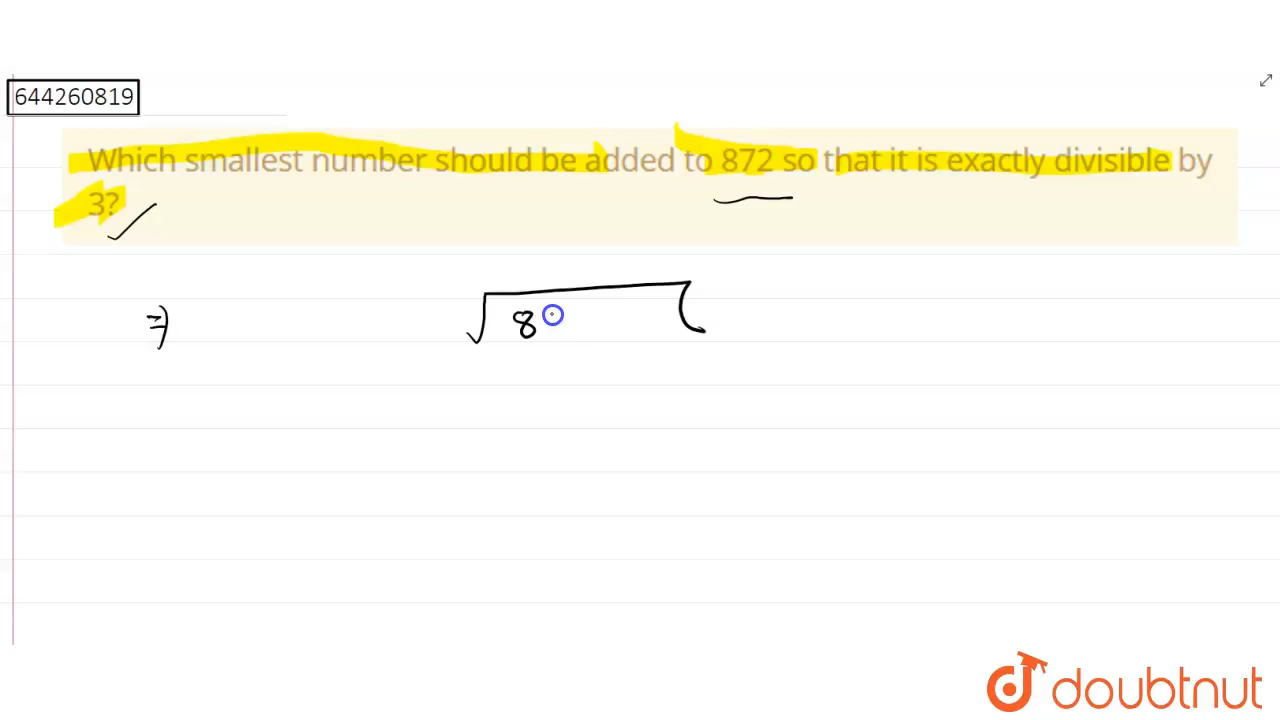 644260819
Which smallest number should be added to 872 so that it is exactly divisible by
3?
⇒ 8
doubtnut